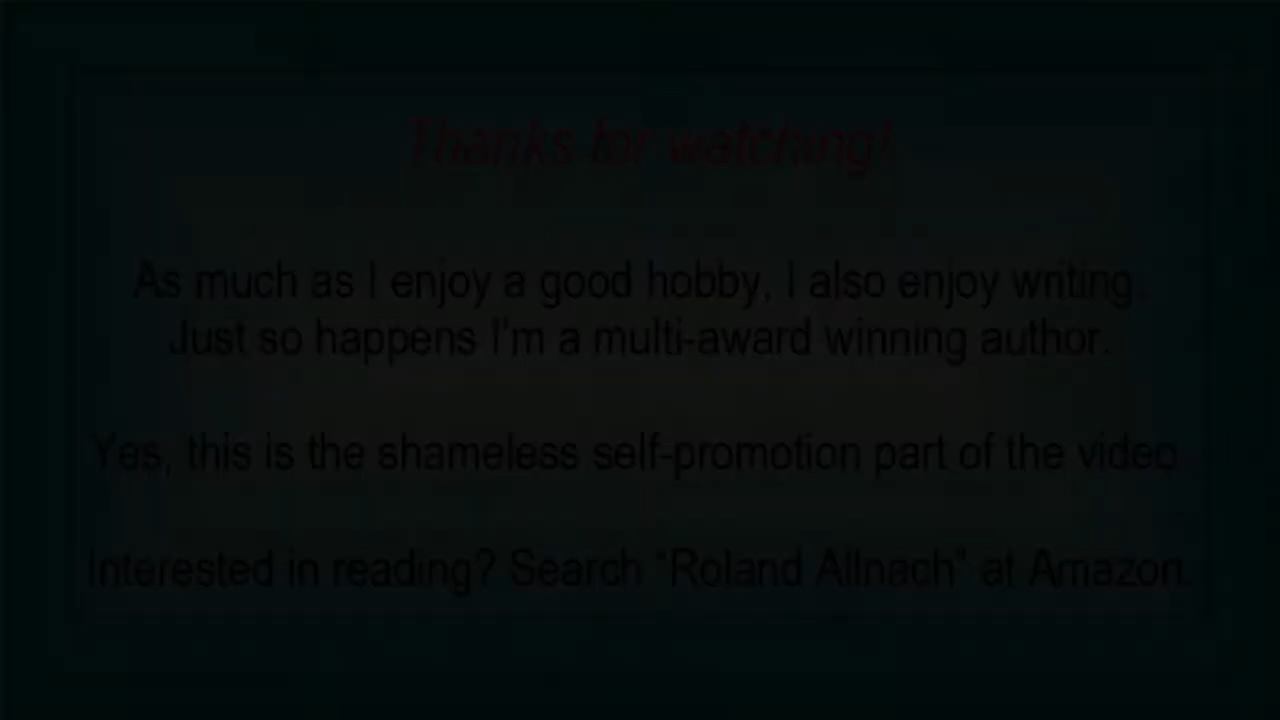 Thanks for watching!
As much as I enjoy a good hobby, I also enjoy writing.
Just so happens I'm a multi-award winning author.
Yes, this is the shameless self-promotion part of the video.
Interested in reading? Search "Roland Allnach" at Amazon.